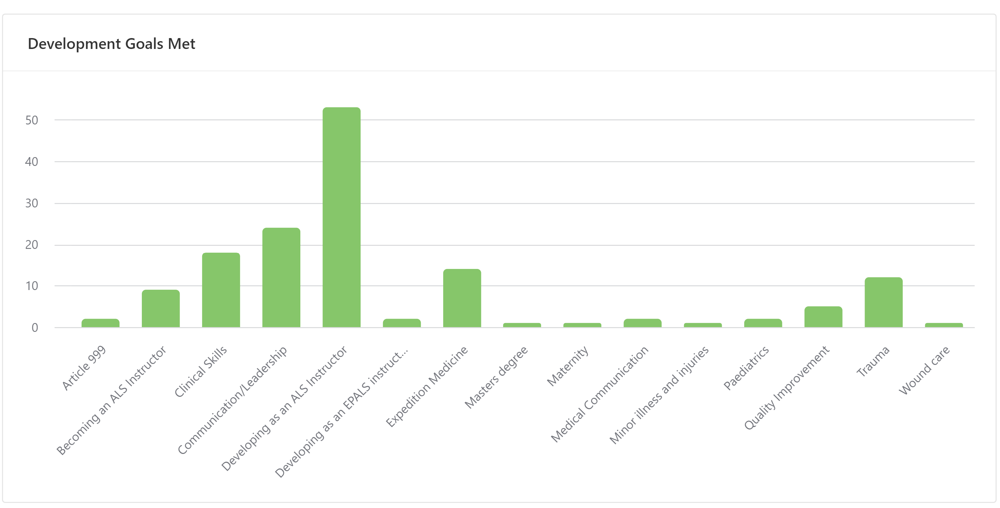 Development Goals Met
50
40
30
20
10
0
Article 999
Becoming an ALS Instructor
Clinical Skills
Communication/Leadership
Developing as an ALS Instructor
Developing as an EPALS instruct...
Expedition Medicine
Masters degree
Maternity
Medical Communication
Minor illness and injuries
Paediatrics
Quality Improvement
Trauma
Wound care